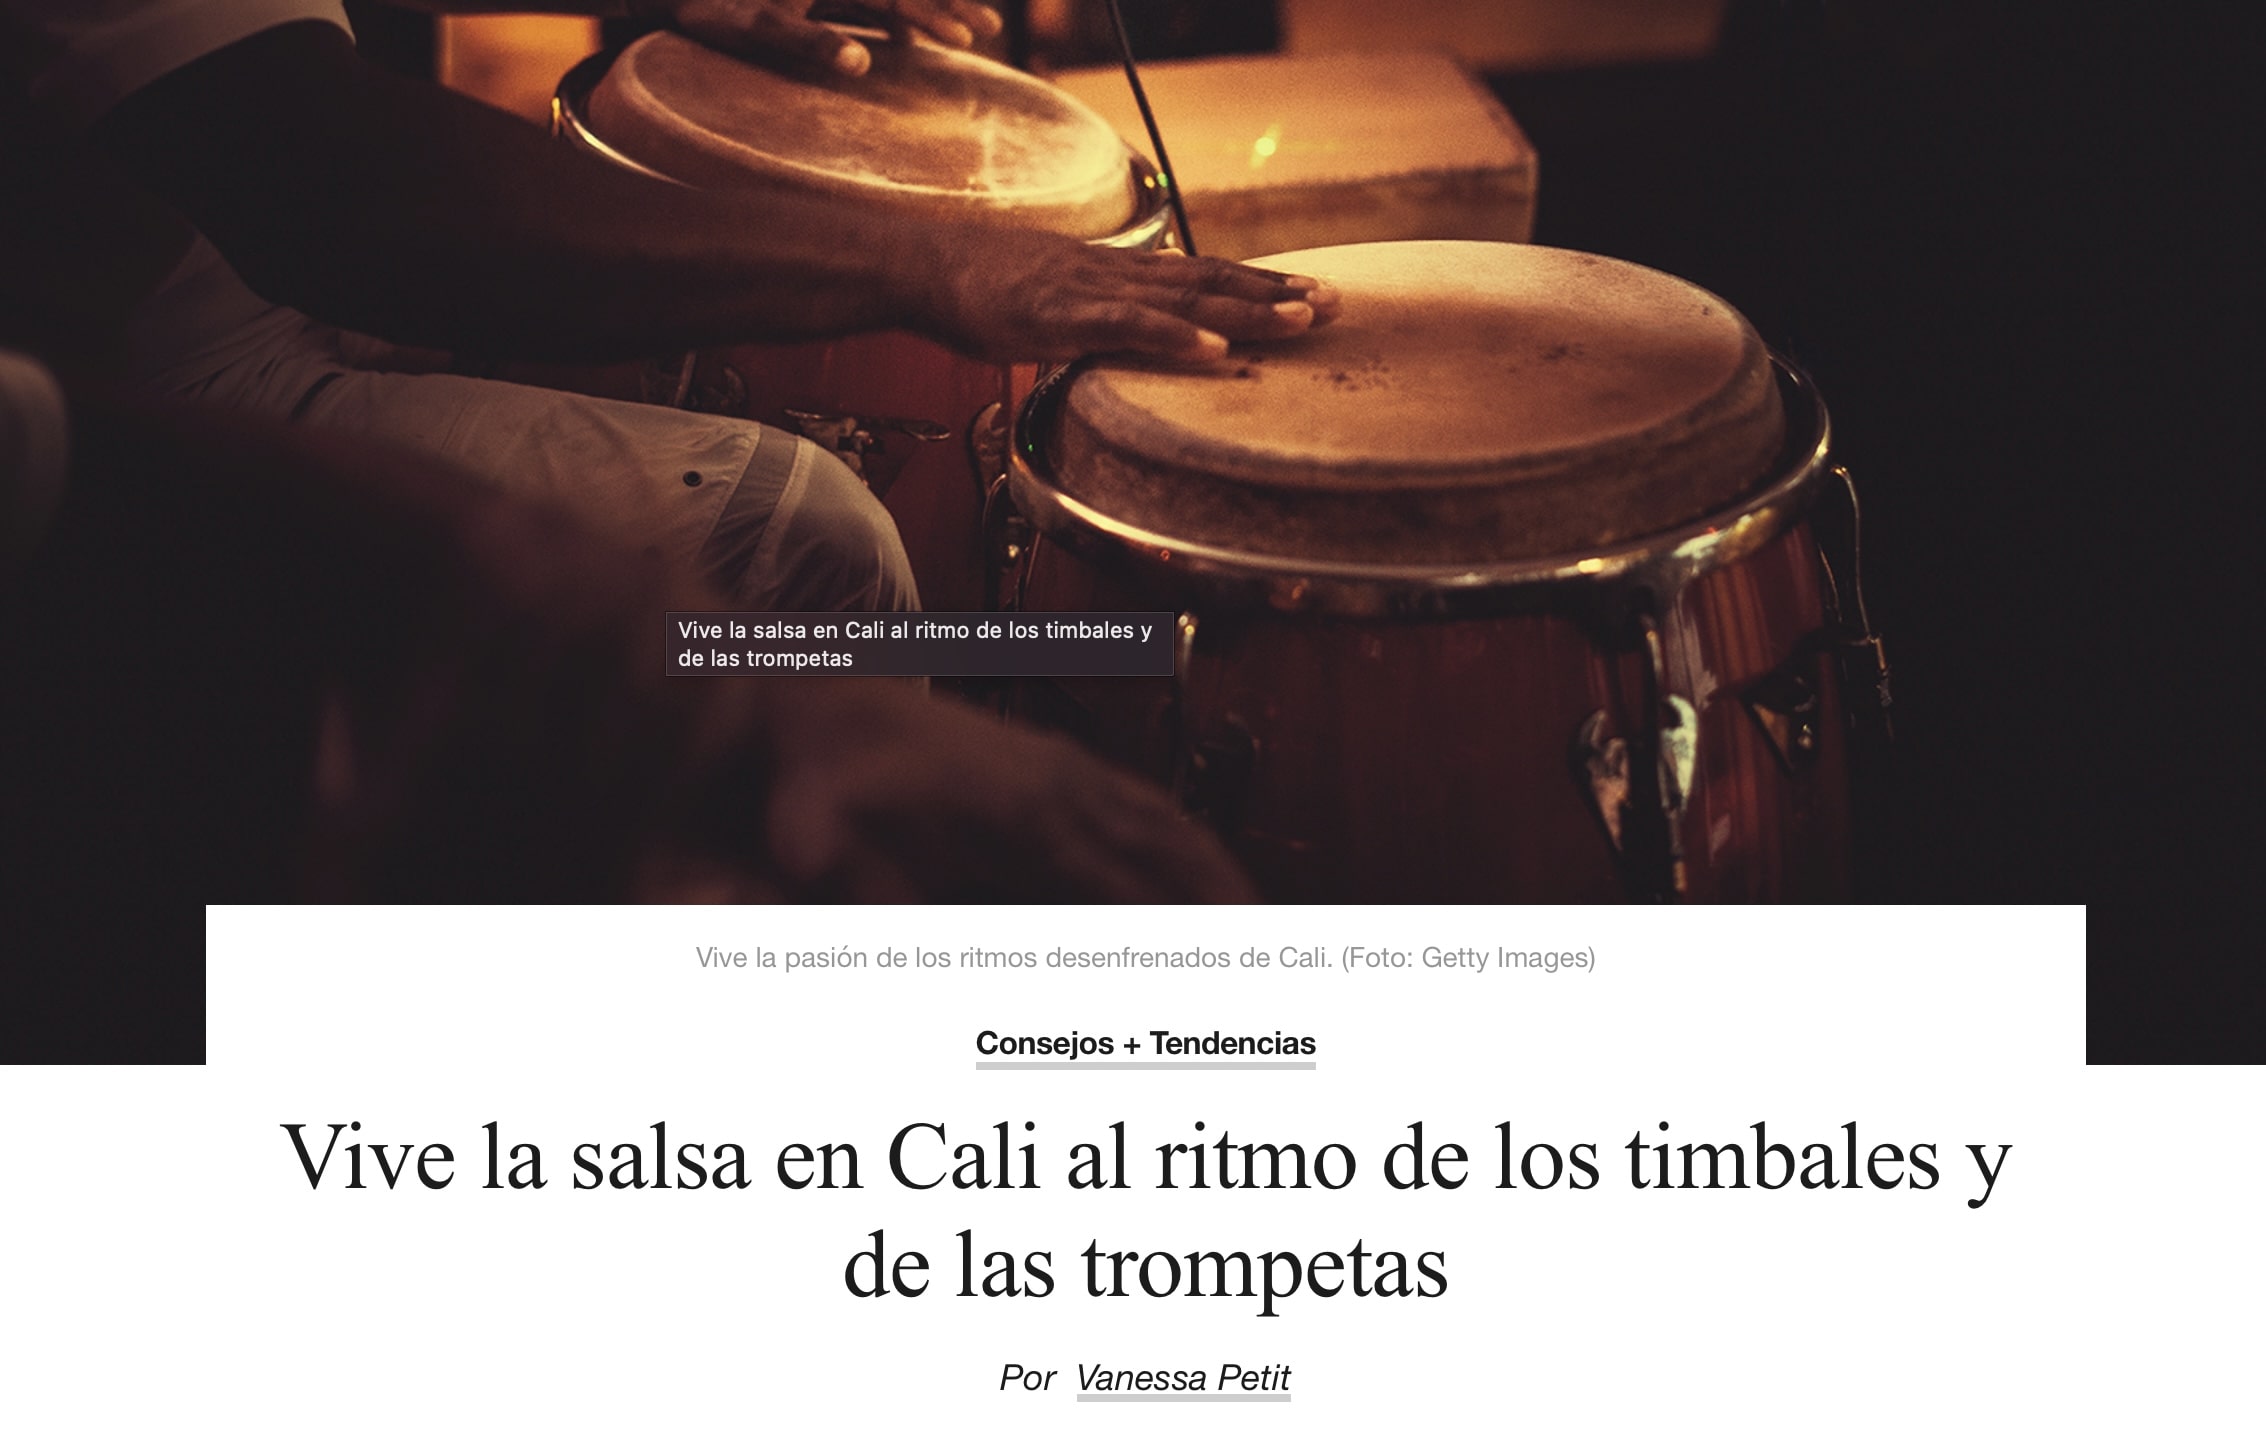 Vive la salsa en Cali al ritmo de los timbales y
de las trompetas
Vive la pasión de los ritmos desenfrenados de Cali. (Foto: Getty Images)
Consejos + Tendencias
Vive la salsa en Cali al ritmo de los timbales y
de las trompetas
Por Vanessa Petit